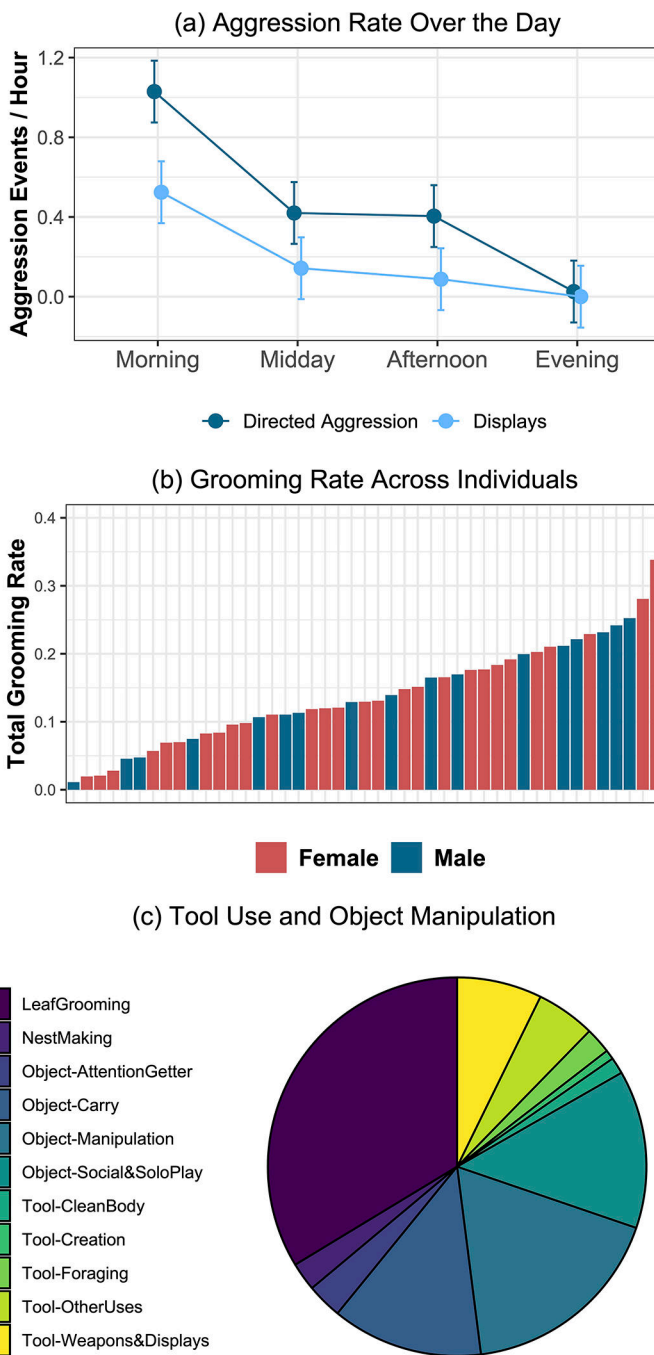 (a) Aggression Rate Over the Day
Aggression Events / Hour
1.2
0.8
0.4
0.0
Morning Midday Afternoon Evening
Directed Aggression Displays
(b) Grooming Rate Across Individuals
Total Grooming Rate
0.4
0.3
0.2
0.1
0.0
Female Male
(c) Tool Use and Object Manipulation
LeafGrooming
NestMaking
Object-AttentionGetter
Object-Carry
Object-Manipulation
Object-Social&SoloPlay
Tool-CleanBody
Tool-Creation
Tool-Foraging
Tool-OtherUses
Tool-Weapons&Displays